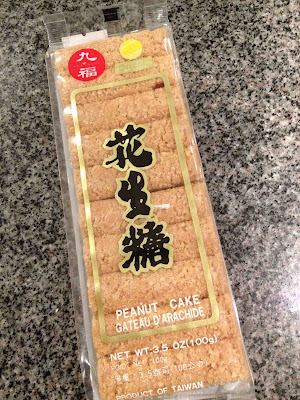 九
福
花生糖
PEANUT CAKE
GATEAU D'ARACHIDE
NET WT:3.5 OZ(100g)
PRODUCT OF TAIWAN